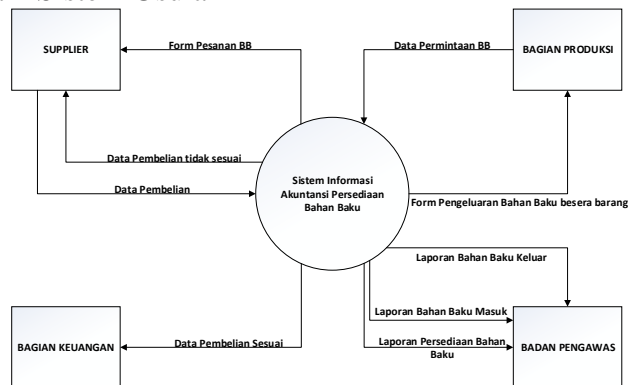 SUPPLIER
Form Pesanan BB
Data Permintaan BB
BAGIAN PRODUKSI
Data Pembelian tidak sesuai
Data Pembelian
Sistem Informasi
Akuntansi Persediaan
Bahan Baku
Form Pengeluaran Bahan Baku besera barang
Laporan Bahan Baku Keluar
Laporan Bahan Baku Masuk
Laporan Persediaan Bahan
Baku
BAGIAN KEUANGAN
Data Pembelian Sesuai
BADAN PENGAWAS